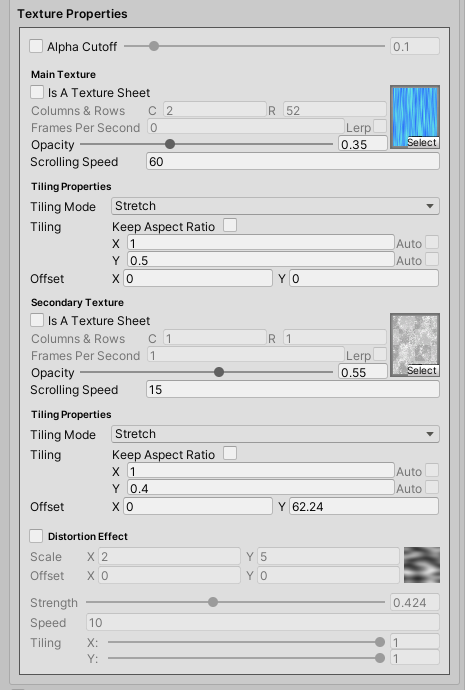 Texture Properties
Alpha Cutoff 0.1
Main Texture
Is A Texture Sheet
Columns & Rows C 2 R 52
Frames Per Second 0 Lerp
Opacity 0.35 Select
Scrolling Speed 60
Tiling Properties
Tiling Mode Stretch
Tiling Keep Aspect Ratio
X 1 Auto
Y 0.5 Auto
Offset X 0 Y 0
Secondary Texture
Is A Texture Sheet
Columns & Rows C 1 R 1
Frames Per Second 1 Lerp
Opacity 0.55 Select
Scrolling Speed 15
Tiling Properties
Tiling Mode Stretch
Tiling Keep Aspect Ratio
X 1 Auto
Y 0.4 Auto
Offset X 0 Y 62.24
Distortion Effect
Scale X 2 Y 5
Offset X 0 Y 0
Strength 0.424
Speed 10
Tiling X: 1
Y: 1